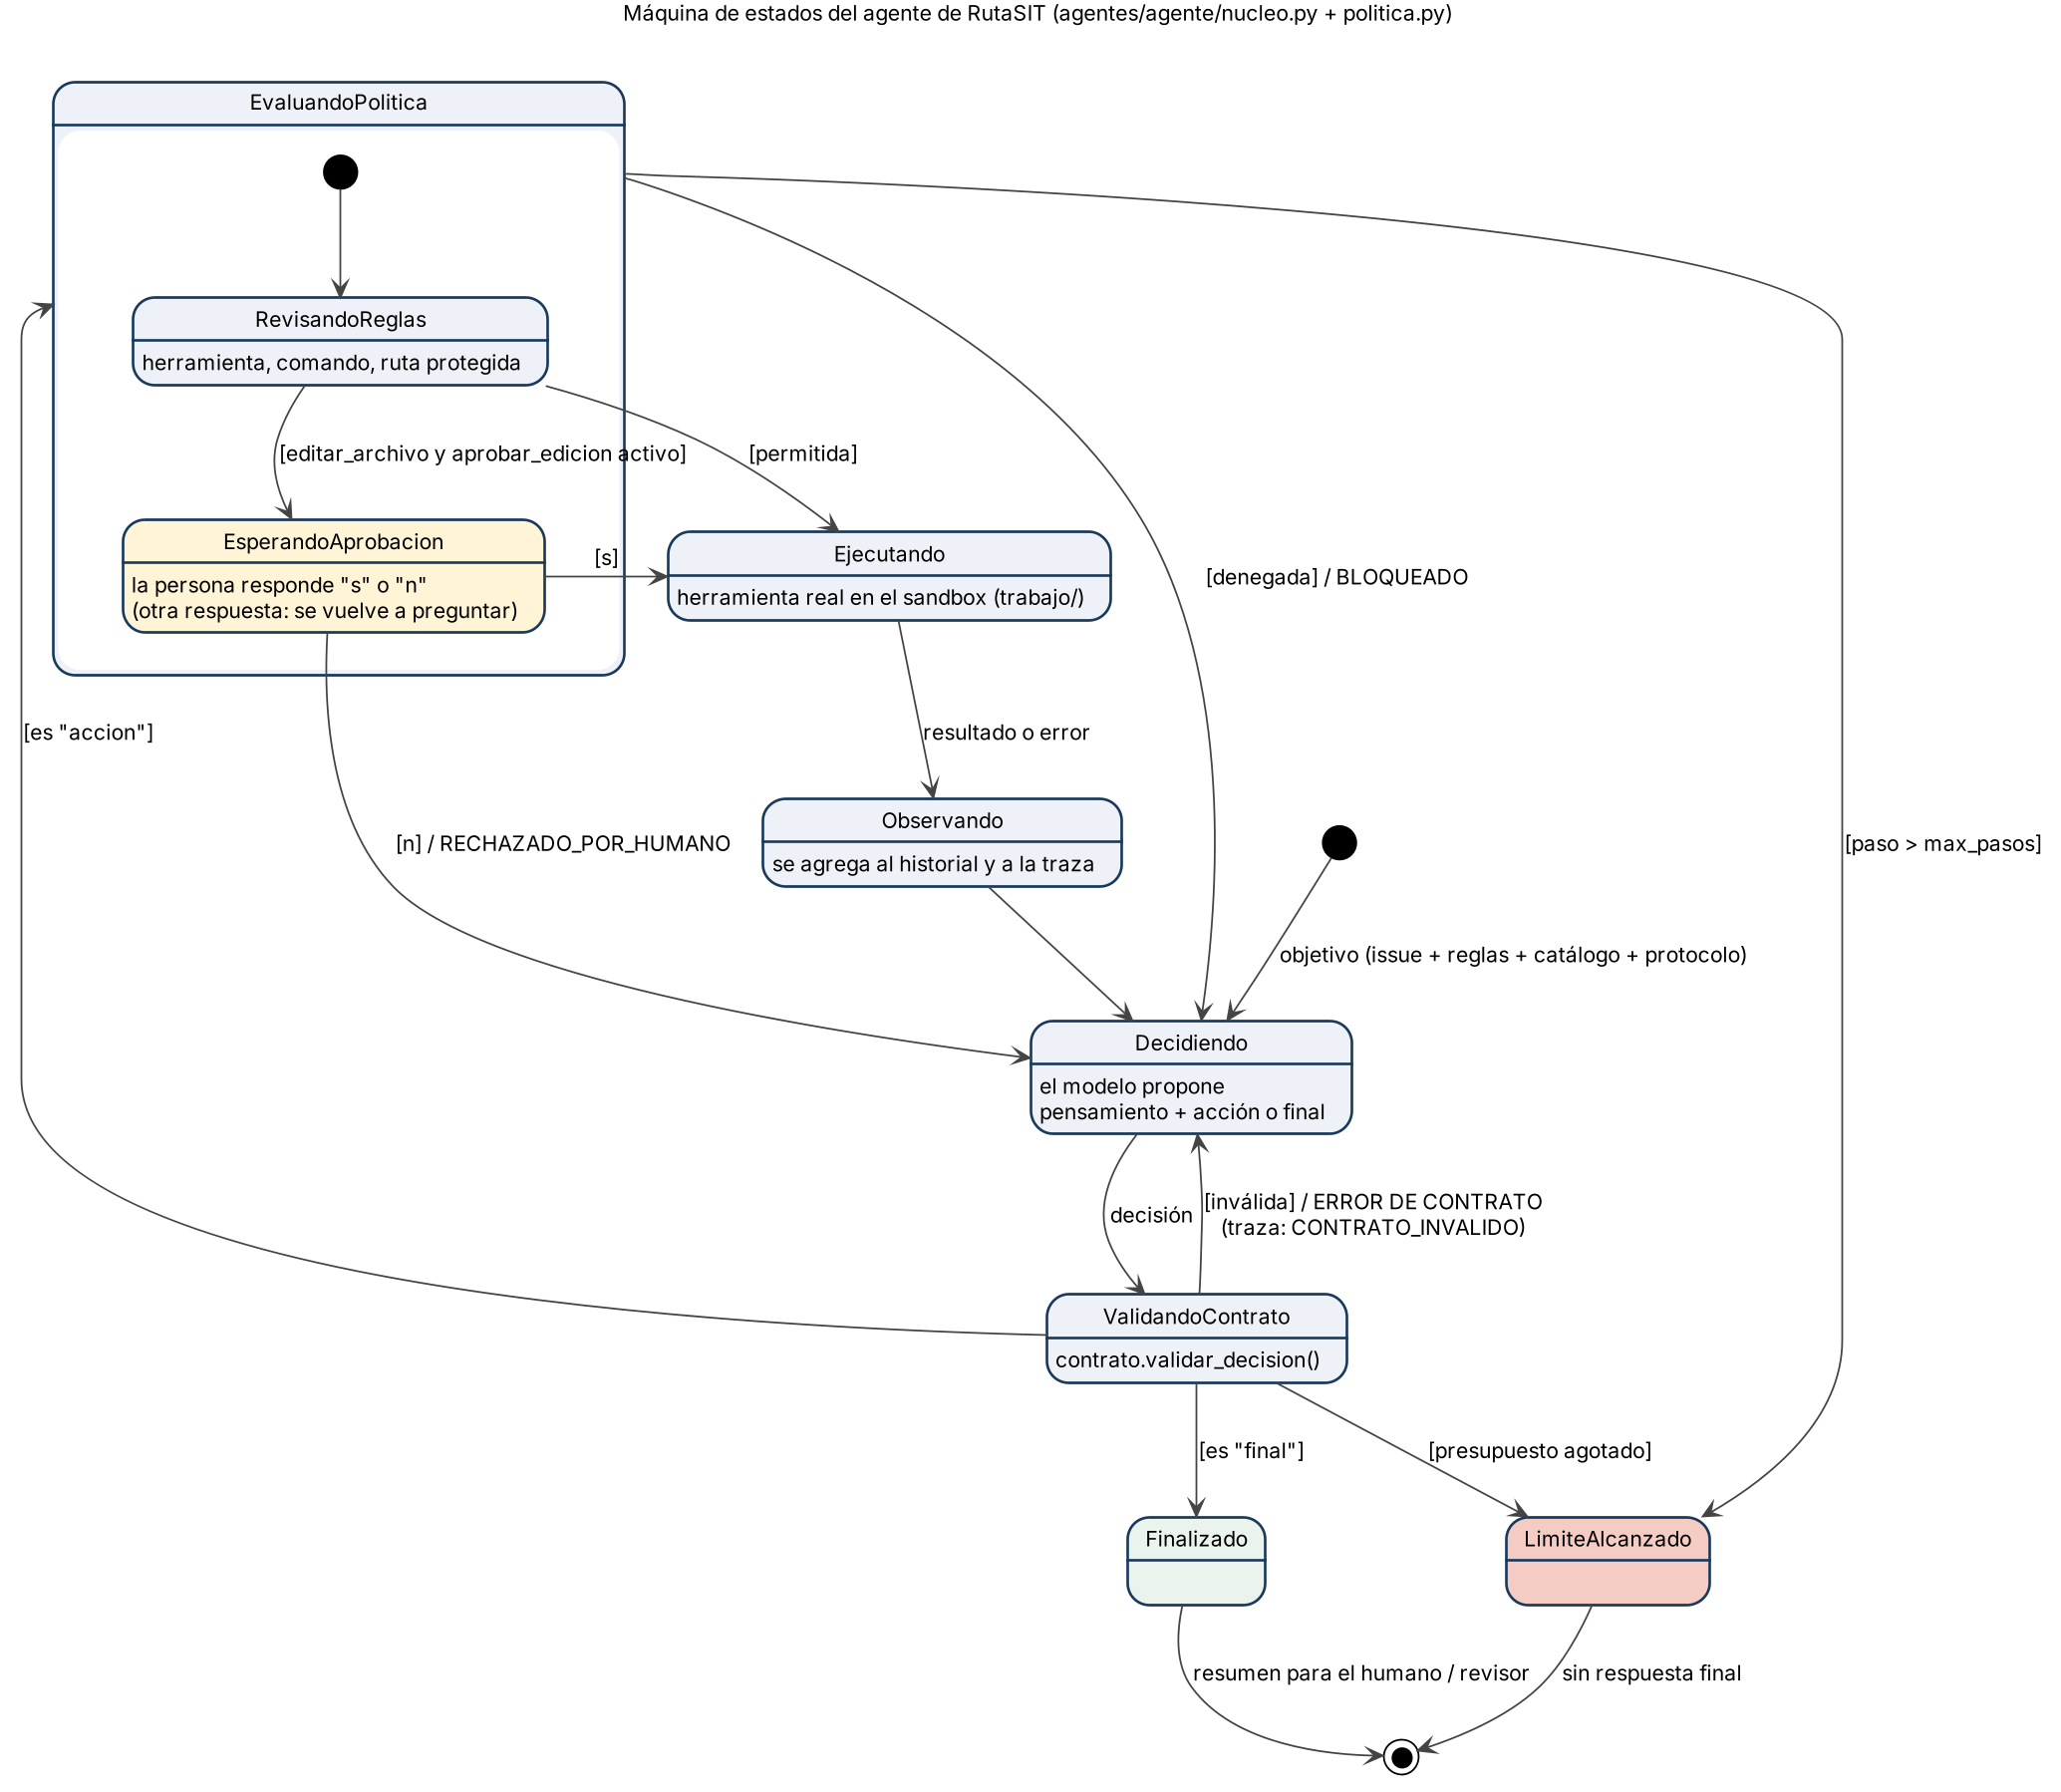 Máquina de estados del agente de RutaSIT (agentes/agente/nucleo.py + politica.py)
EvaluandoPolitica
RevisandoReglas
herramienta, comando, ruta protegida
[editar_archivo y aprobar_edicion activo]
[permitida]
EsperandoAprobacion
la persona responde "s" o "n"
(otra respuesta: se vuelve a preguntar)
[s]
Ejecutando
herramienta real en el sandbox (trabajo/)
[denegada] / BLOQUEADO
[es "accion"]
resultado o error
Observando
se agrega al historial y a la traza
[n] / RECHAZADO_POR_HUMANO
[paso > max_pasos]
objetivo (issue + reglas + catálogo + protocolo)
Decidiendo
el modelo propone
pensamiento + acción o final
decisión
[inválida] / ERROR DE CONTRATO
(traza: CONTRATO_INVALIDO)
ValidandoContrato
contrato.validar_decision()
[es "final"]
[presupuesto agotado]
Finalizado
LimiteAlcanzado
resumen para el humano / revisor
sin respuesta final